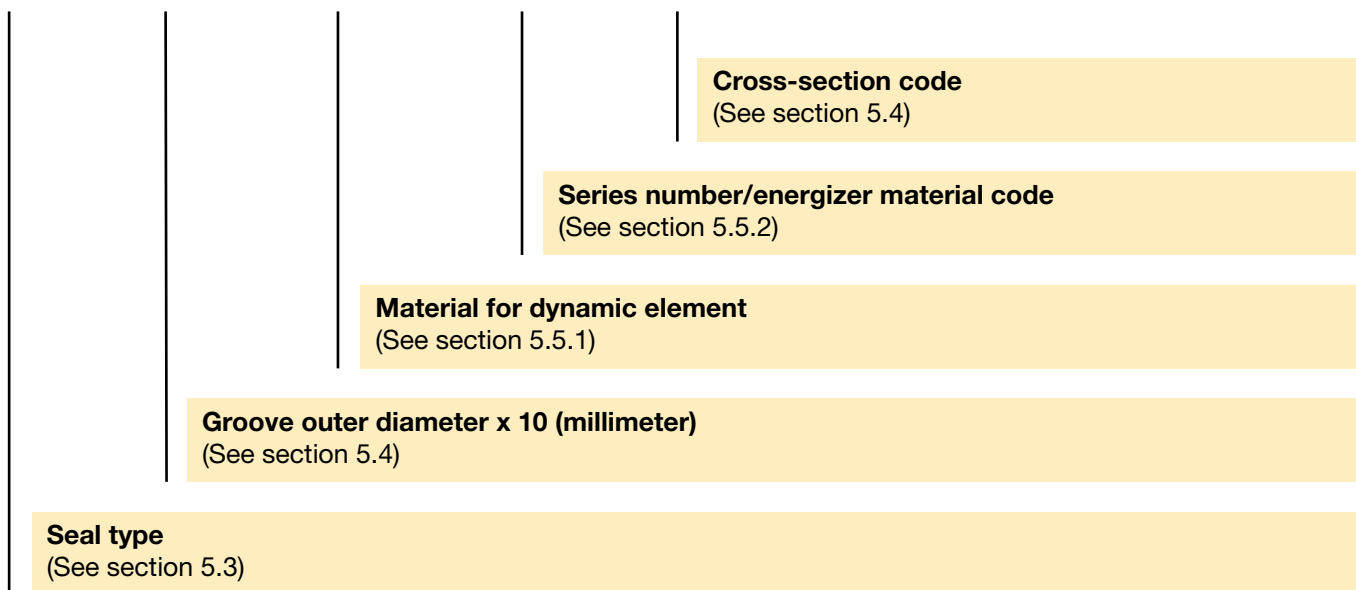 Cross-section code
(See section 5.4)
Series number/energizer material code
(See section 5.5.2)
Material for dynamic element
(See section 5.5.1)
Groove outer diameter x 10 (millimeter)
(See section 5.4)
Seal type
(See section 5.3)